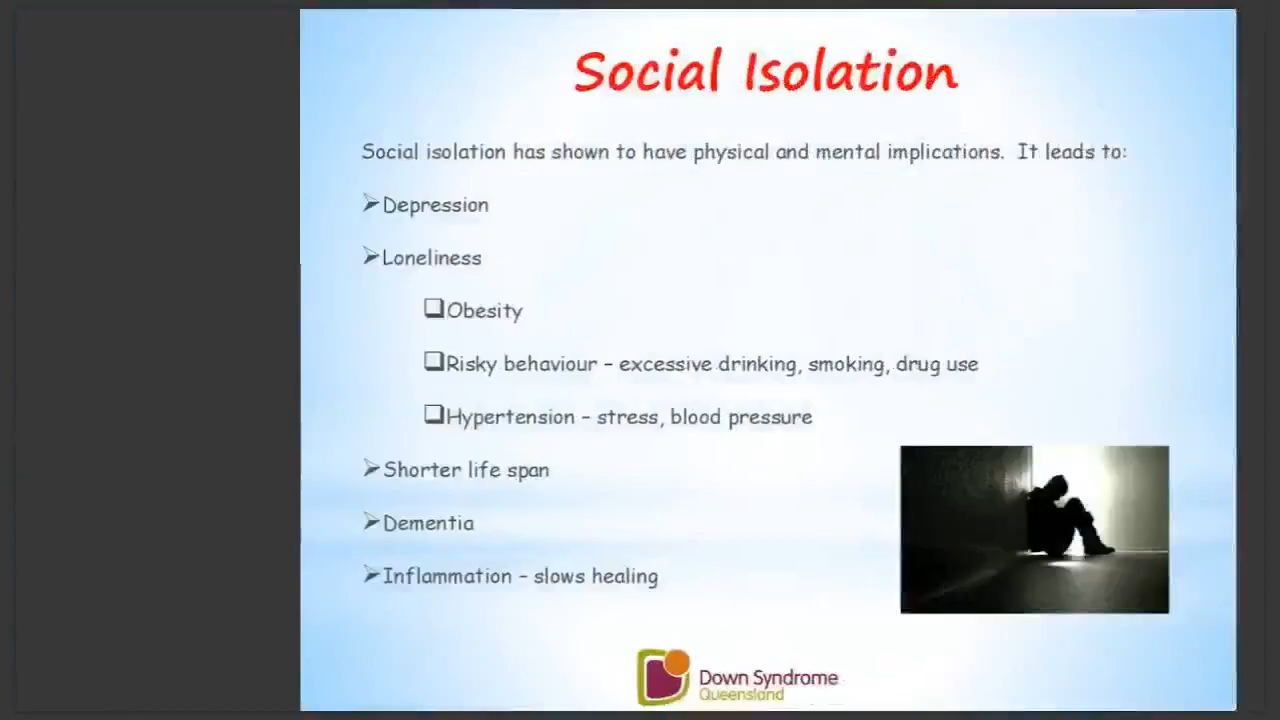 Social Isolation
Social isolation has shown to have physical and mental implications. It leads to:
Depression
Loneliness
Obesity
Risky behaviour – excessive drinking, smoking, drug use
Hypertension – stress, blood pressure
Shorter life span
Dementia
Inflammation – slows healing
Down Syndrome
Queensland